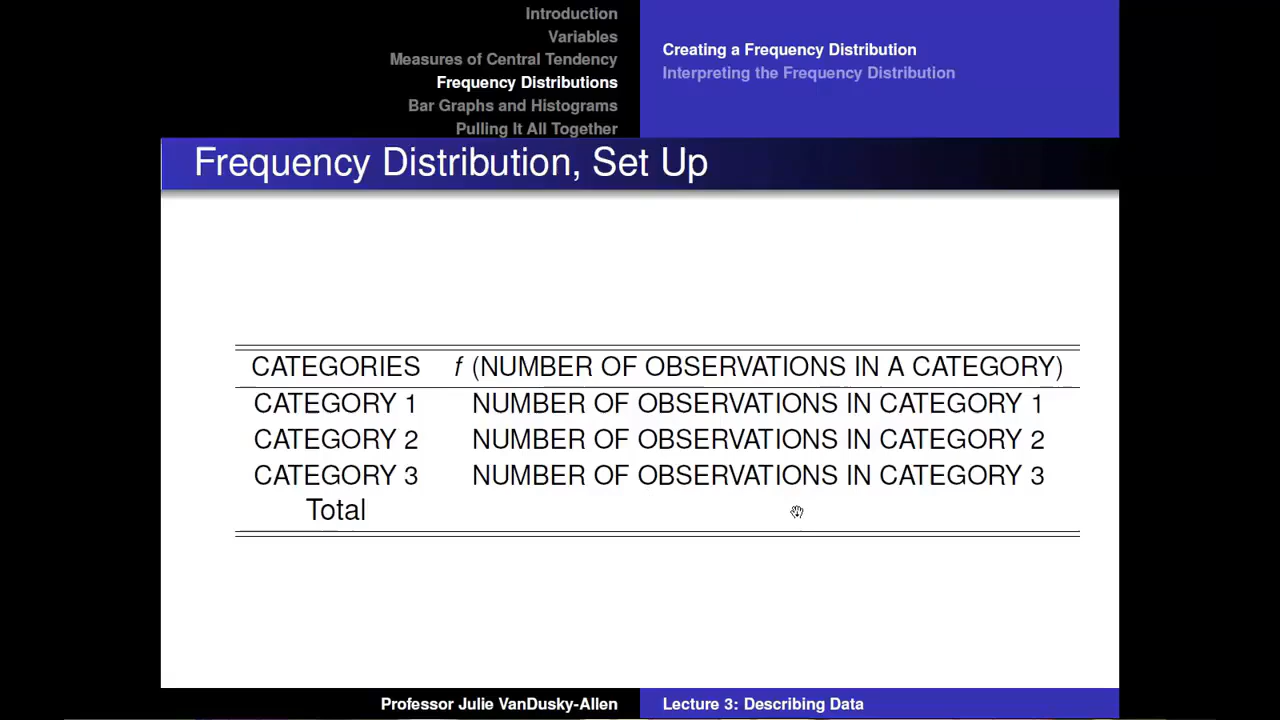 Introduction
Variables
Measures of Central Tendency
Frequency Distributions
Bar Graphs and Histograms
Pulling It All Together
Creating a Frequency Distribution
Interpreting the Frequency Distribution
Frequency Distribution, Set Up
CATEGORIES f (NUMBER OF OBSERVATIONS IN A CATEGORY)
CATEGORY 1 NUMBER OF OBSERVATIONS IN CATEGORY 1
CATEGORY 2 NUMBER OF OBSERVATIONS IN CATEGORY 2
CATEGORY 3 NUMBER OF OBSERVATIONS IN CATEGORY 3
Total
Professor Julie VanDusky-Allen Lecture 3: Describing Data